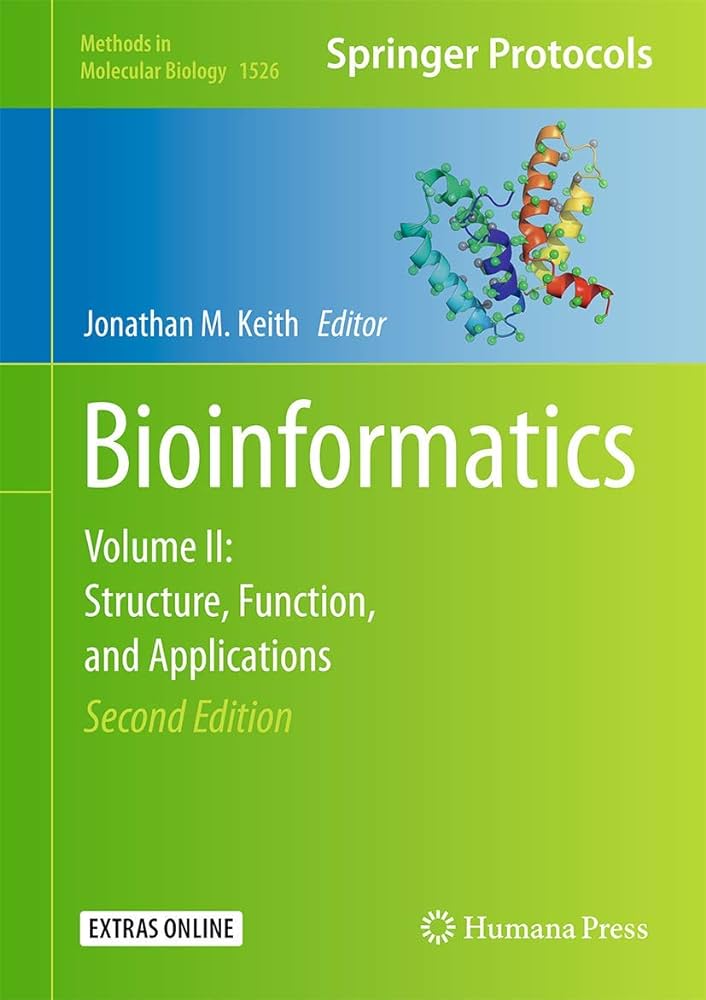 Methods in
Molecular Biology 1526
Springer Protocols
Jonathan M. Keith Editor
Bioinformatics
Volume II:
Structure, Function,
and Applications
Second Edition
EXTRAS ONLINE
Humana Press